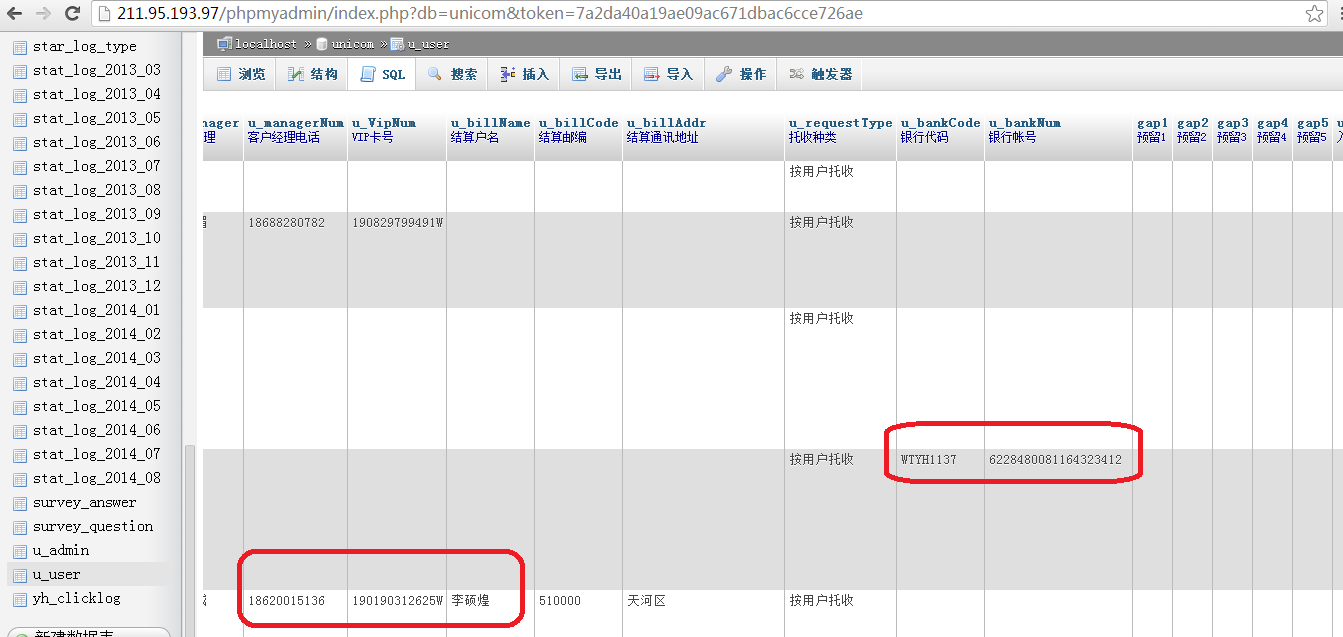 211.95.193.97/phpmyadmin/index.php?db=unicom&token=7a2da40a19ae09ac671dbac6cce726ae
star_log_type
stat_log_2013_03
stat_log_2013_04
stat_log_2013_05
stat_log_2013_06
stat_log_2013_07
stat_log_2013_08
stat_log_2013_09
stat_log_2013_10
stat_log_2013_11
stat_log_2013_12
stat_log_2014_01
stat_log_2014_02
stat_log_2014_03
stat_log_2014_04
stat_log_2014_05
stat_log_2014_06
stat_log_2014_07
stat_log_2014_08
survey_answer
survey_question
u_admin
u_user
yh_clicklog
新建数据表
localhost » unicom » u_user
浏览 结构 SQL 搜索 插入 导出 导入 操作 触发器
nager u_managerNum u_VipNum u_billName u_billCode u_billAddr u_requestType u_bankCode u_bankNum gap1 gap2 gap3 gap4 gap5
理 客户经理电话 VIP卡号 结算户名 结算邮编 结算通讯地址 托收种类 银行代码 银行帐号 预留1 预留2 预留3 预留4 预留5
按用户托收
18688280782 190829799491W 按用户托收
按用户托收
按用户托收 WTYH1137 6228480081164323412
18620015136 190190312625W 李硕煌 510000 天河区 按用户托收